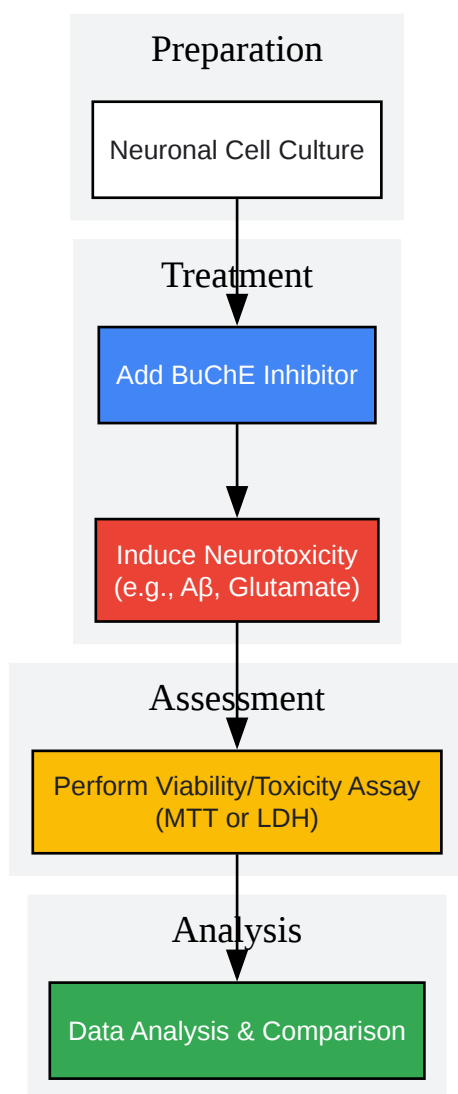 Preparation
Neuronal Cell Culture
Treatment
Add BuChE Inhibitor
Induce Neurotoxicity
(e.g., Aβ, Glutamate)
Assessment
Perform Viability/Toxicity Assay
(MTT or LDH)
Analysis
Data Analysis & Comparison